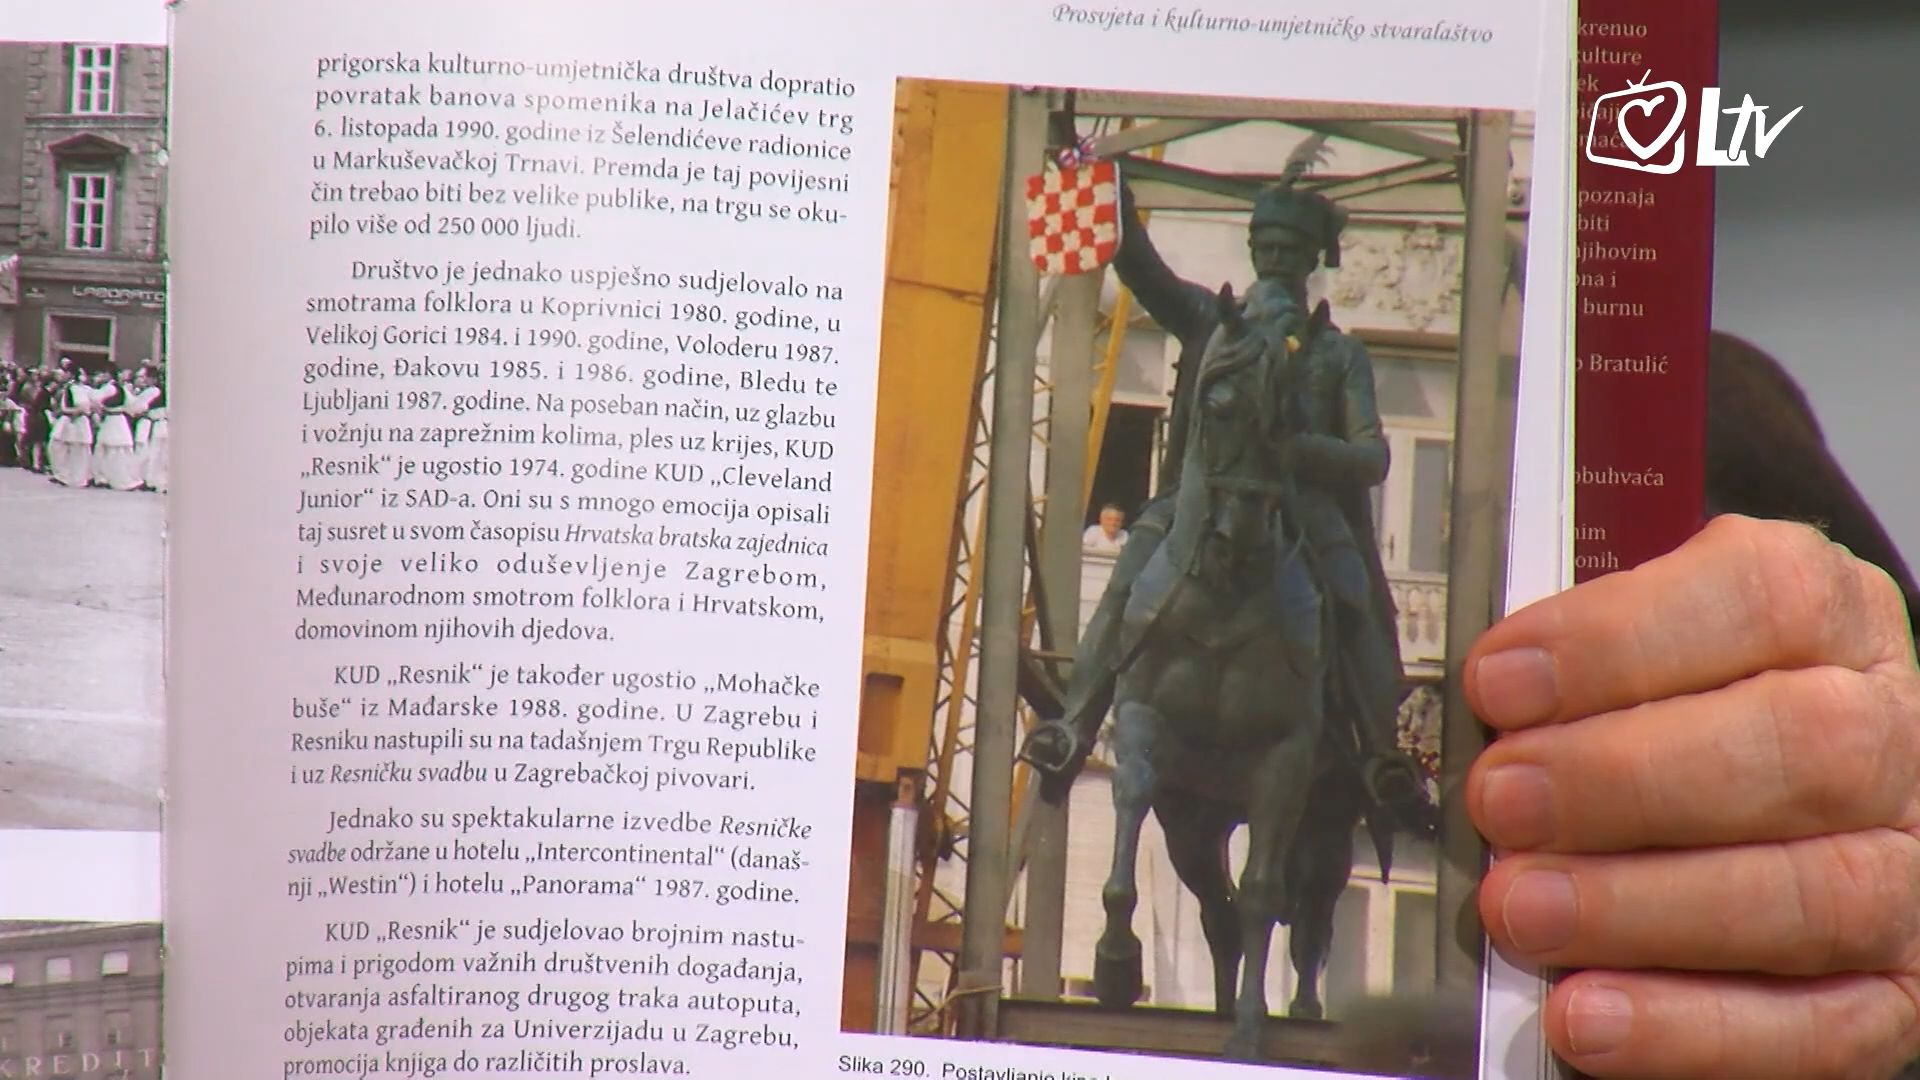 Prosvjeta i kulturno-umjetničko stvaralaštvo
prigorska kulturno-umjetnička društva dopratio
povratak banova spomenika na Jelačićev trg
6. listopada 1990. godine iz Šelendićeve radionice
u Markuševačkoj Trnavi. Premda je taj povijesni
čin trebao biti bez velike publike, na trgu se oku-
pilo više od 250 000 ljudi.
Društvo je jednako uspješno sudjelovalo na
smotrama folklora u Koprivnici 1980. godine, u
Velikoj Gorici 1984. i 1990. godine, Voloderu 1987.
godine, Đakovu 1985. i 1986. godine, Bledu te
Ljubljani 1987. godine. Na poseban način, uz glazbu
i vožnju na zaprežnim kolima, ples uz krijes, KUD
„Resnik“ je ugostio 1974. godine KUD „Cleveland
Junior“ iz SAD-a. Oni su s mnogo emocija opisali
taj susret u svom časopisu Hrvatska bratska zajednica
i svoje veliko oduševljenje Zagrebom,
Međunarodnom smotrom folklora i Hrvatskom,
domovinom njihovih djedova.
KUD „Resnik“ je također ugostio „Mohačke
buše“ iz Mađarske 1988. godine. U Zagrebu i
Resniku nastupili su na tadašnjem Trgu Republike
i uz Resničku svadbu u Zagrebačkoj pivovari.
Jednako su spektakularne izvedbe Resničke
svadbe održane u hotelu „Intercontinental“ (današ-
nji „Westin“) i hotelu „Panorama“ 1987. godine.
KUD „Resnik“ je sudjelovao brojnim nastu-
pima i prigodom važnih društvenih događanja,
otvaranja asfaltiranog drugog traka autoputa,
objekata građenih za Univerzijadu u Zagrebu,
promocija knjiga do različitih proslava.
Slika 290. Postavljanje
LABORATO
KREDIT
krenuo
kulture
ek
poznaja
biti
njihovim
ona i
burnu
o Bratulić
obuhvaća
nim
onih
Ltv